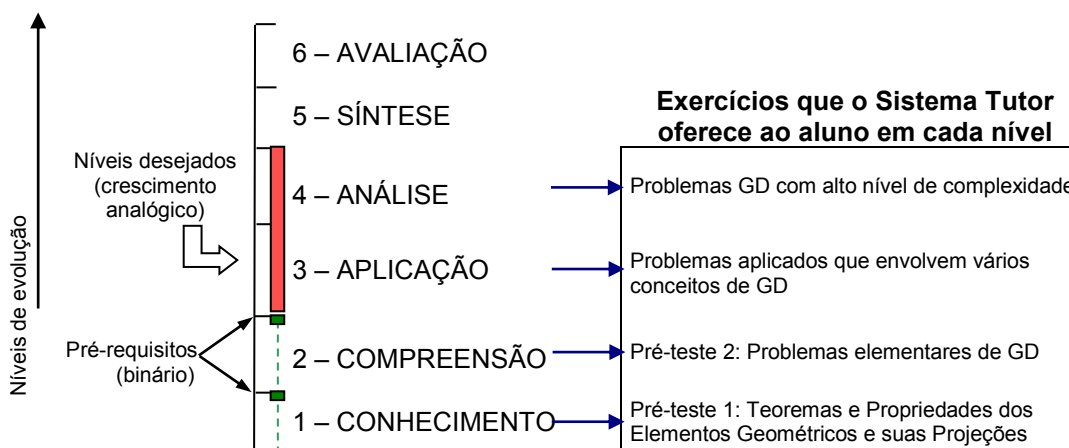 6 – AVALIAÇÃO
5 – SÍNTESE
Exercícios que o Sistema Tutor
oferece ao aluno em cada nível
Níveis desejados
(crescimento
analógico)
4 – ANÁLISE
Problemas GD com alto nível de complexidade
3 – APLICAÇÃO
Problemas aplicados que envolvem vários
conceitos de GD
Níveis de evolução
Pré-requisitos
(binário)
2 – COMPREENSÃO
Pré-teste 2: Problemas elementares de GD
1 – CONHECIMENTO
Pré-teste 1: Teoremas e Propriedades dos
Elementos Geométricos e suas Projeções